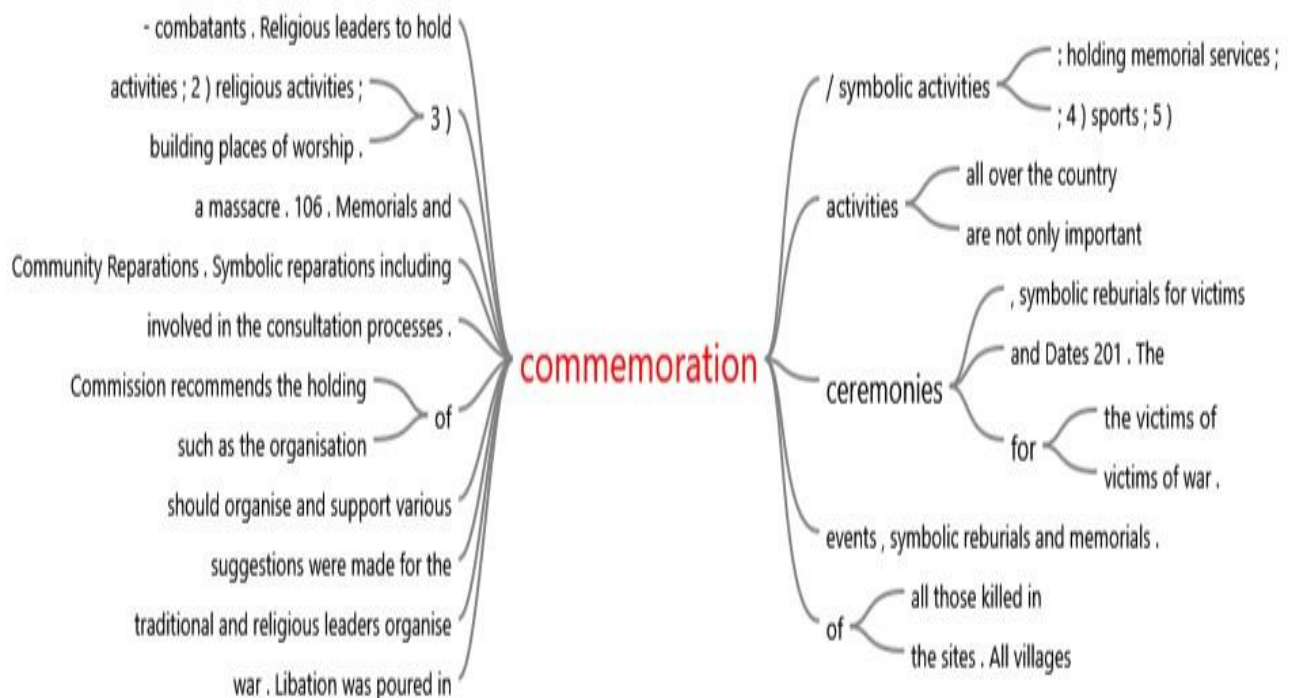 - combatants . Religious leaders to hold
activities ; 2 ) religious activities ;
building places of worship .
3 )
a massacre . 106 . Memorials and
Community Reparations . Symbolic reparations including
involved in the consultation processes .
Commission recommends the holding
such as the organisation
of
should organise and support various
suggestions were made for the
traditional and religious leaders organise
war . Libation was poured in
commemoration
/ symbolic activities
: holding memorial services ;
; 4 ) sports ; 5 )
activities
all over the country
are not only important
ceremonies
, symbolic reburials for victims
and Dates 201 . The
for
the victims of
victims of war .
events , symbolic reburials and memorials .
of
all those killed in
the sites . All villages